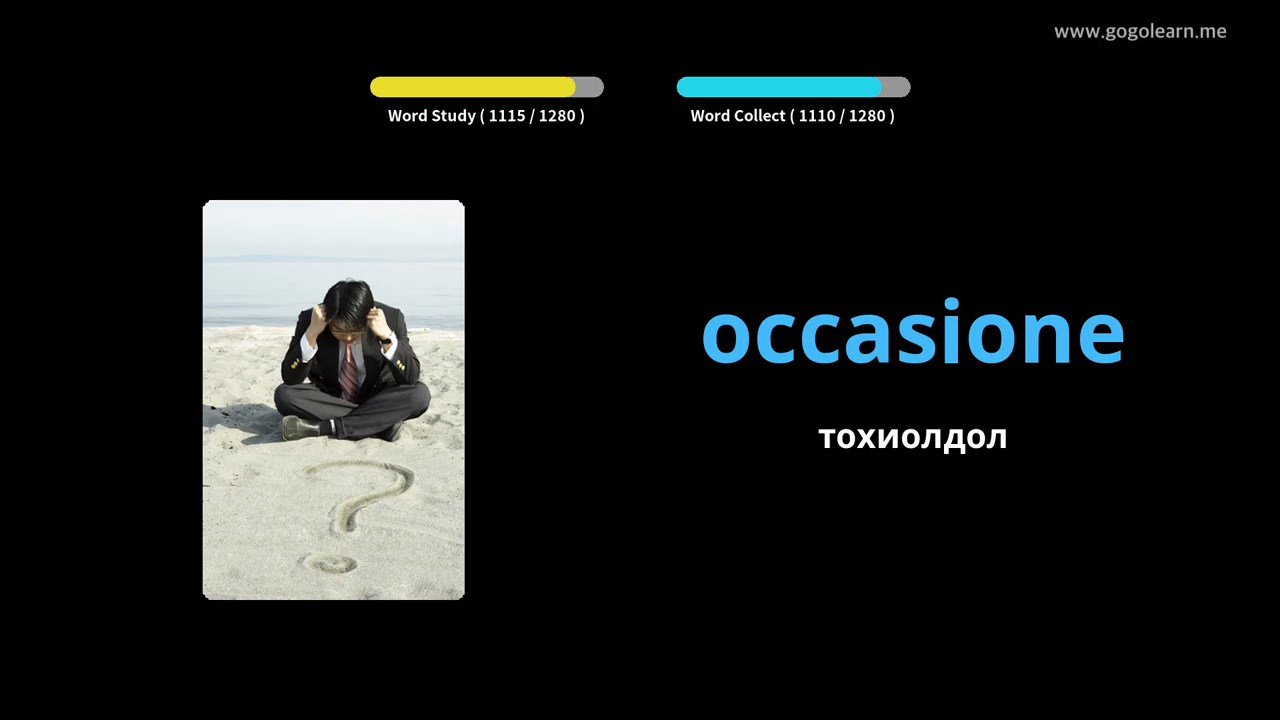 www.gogolearn.me
Word Study ( 1115 / 1280 )
Word Collect ( 1110 / 1280 )
?
occasione
тохиолдол